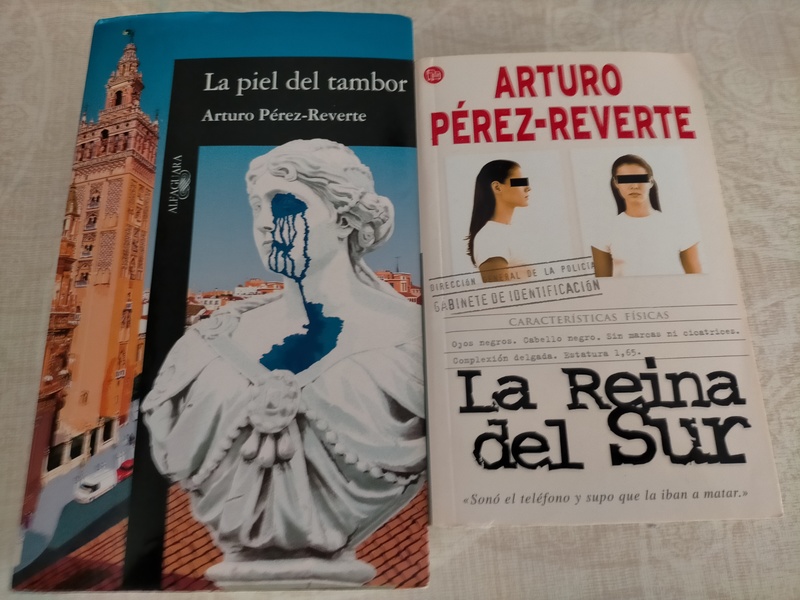 La piel del tambor
Arturo Pérez-Reverte
ALFAGUARA
ARTURO
PÉREZ-REVERTE
DIRECCIÓN GENERAL DE LA POLICÍA
GABINETE DE IDENTIFICACIÓN
CARACTERÍSTICAS FÍSICAS
Ojos negros. Cabello negro. Sin marcas ni cicatrices.
Complexión delgada. Estatura 1,65.
La Reina
del Sur
«Sonó el teléfono y supo que la iban a matar.»